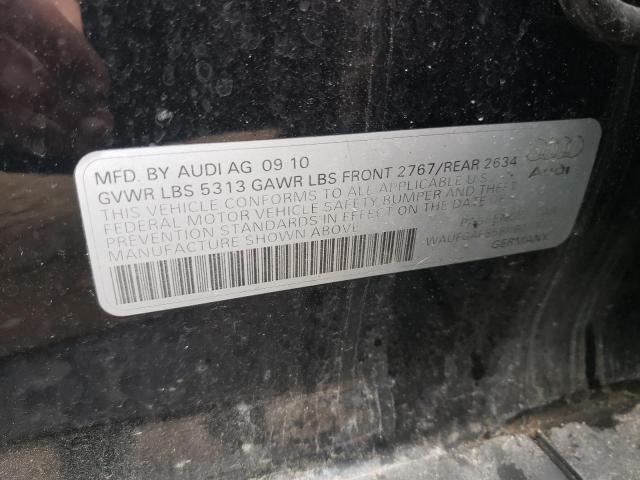 MFD. BY AUDI AG 09 10
GVWR LBS 5313 GAWR LBS FRONT 2767/REAR 2634
THIS VEHICLE CONFORMS TO ALL APPLICABLE U.S.
FEDERAL MOTOR VEHICLE SAFETY BUMPER AND THEFT
PREVENTION STANDARDS IN EFFECT ON THE DATE OF
MANUFACTURE SHOWN ABOVE
Audi
GERMANY